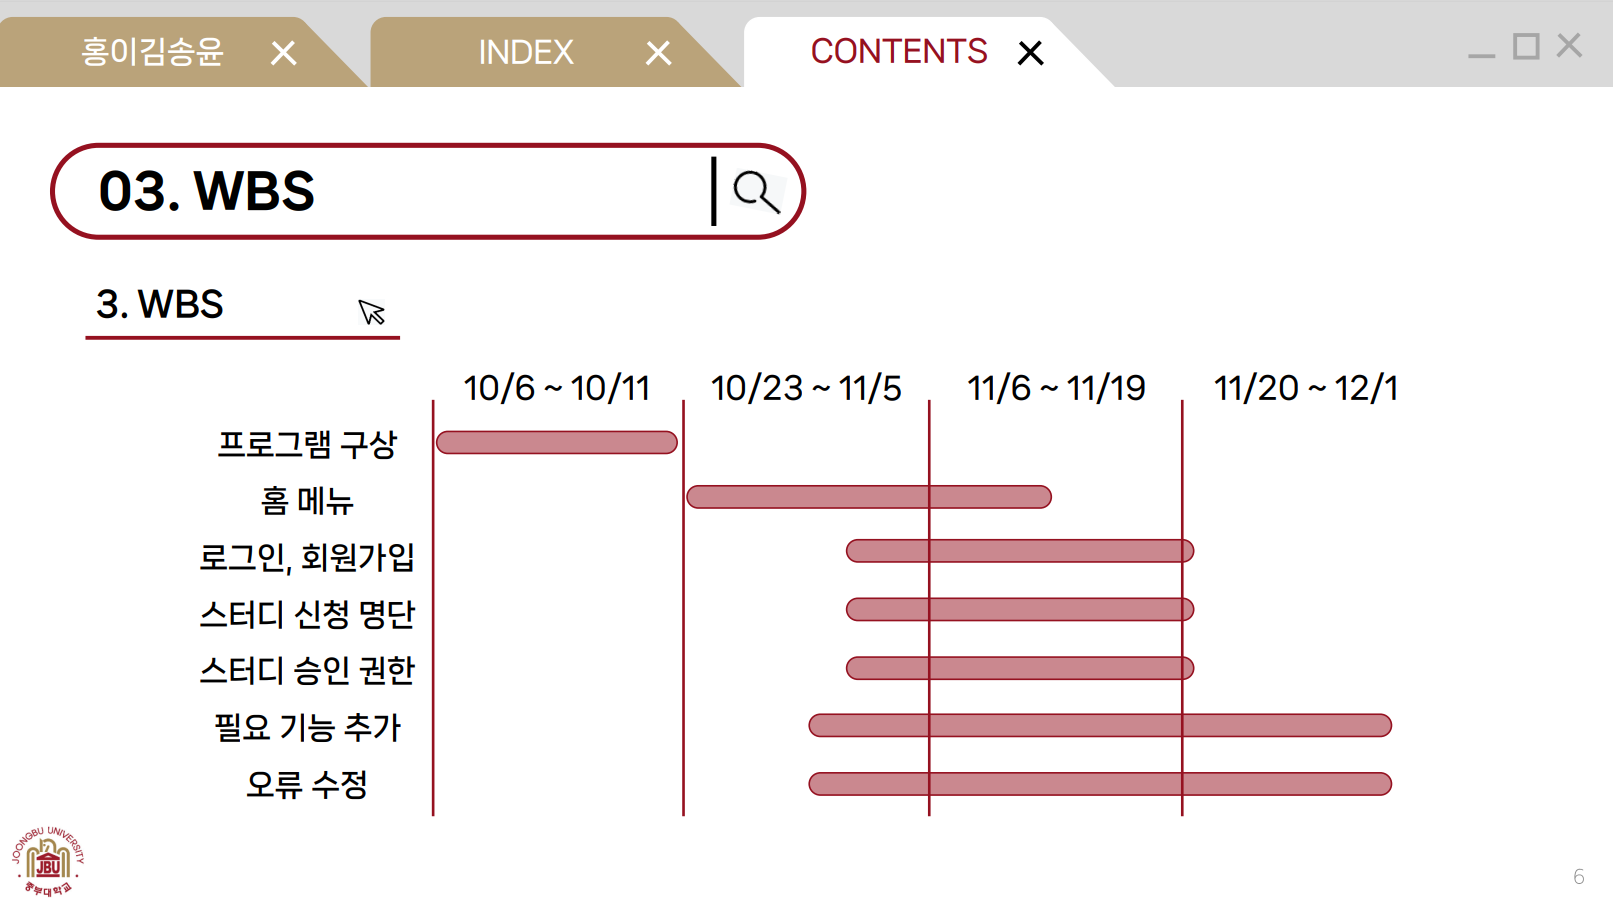 홍이김송윤
INDEX
CONTENTS
03. WBS
3. WBS
10/6 ~ 10/11
10/23 ~ 11/5
11/6 ~ 11/19
11/20 ~ 12/1
프로그램 구상
홈 메뉴
로그인, 회원가입
스터디 신청 명단
스터디 승인 권한
필요 기능 추가
오류 수정
JOONGBU UNIVERSITY
JBU
중부대학교
6